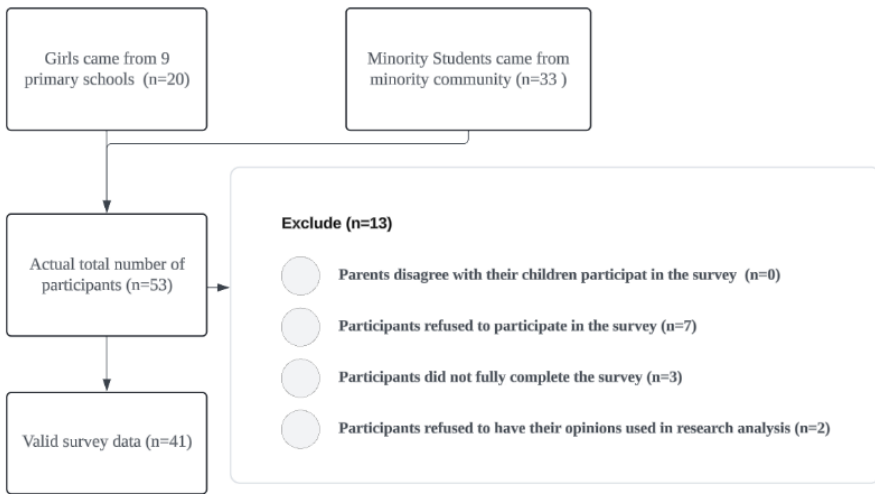 Girls came from 9
primary schools (n=20)
Minority Students came from
minority community (n=33 )
Actual total number of
participants (n=53)
Exclude (n=13)
Parents disagree with their children participat in the survey (n=0)
Participants refused to participate in the survey (n=7)
Participants did not fully complete the survey (n=3)
Participants refused to have their opinions used in research analysis (n=2)
Valid survey data (n=41)